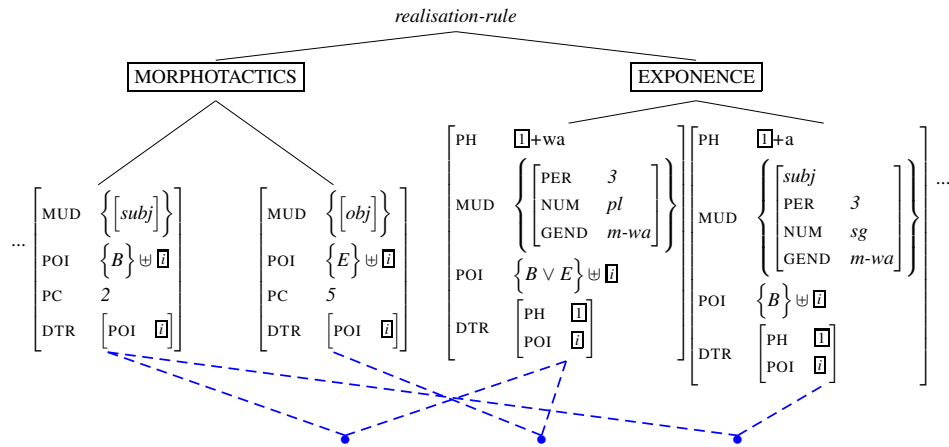 realisation-rule
MORPHOTACTICS
EXPONENCE
... MUD {[subj]}
POI {B} ⊎ i
PC 2
DTR [POI i]
MUD {[obj]}
POI {E} ⊎ i
PC 5
DTR [POI i]
PH 1+wa
MUD {[PER 3
NUM pl
GEND m-wa]}
POI {B ∨ E} ⊎ i
DTR [PH 1
POI i]
PH 1+a
MUD {[subj
PER 3
NUM sg
GEND m-wa]}
POI {B} ⊎ i
DTR [PH 1
POI i]
...